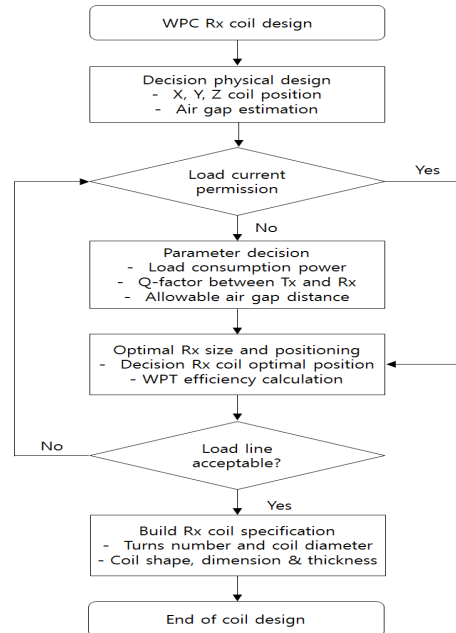 WPC Rx coil design
Decision physical design
- X, Y, Z coil position
- Air gap estimation
Load current
permission
Yes
No
Parameter decision
- Load consumption power
- Q-factor between Tx and Rx
- Allowable air gap distance
Optimal Rx size and positioning
- Decision Rx coil optimal position
- WPT efficiency calculation
No
Load line
acceptable?
Yes
Build Rx coil specification
- Turns number and coil diameter
- Coil shape, dimension & thickness
End of coil design